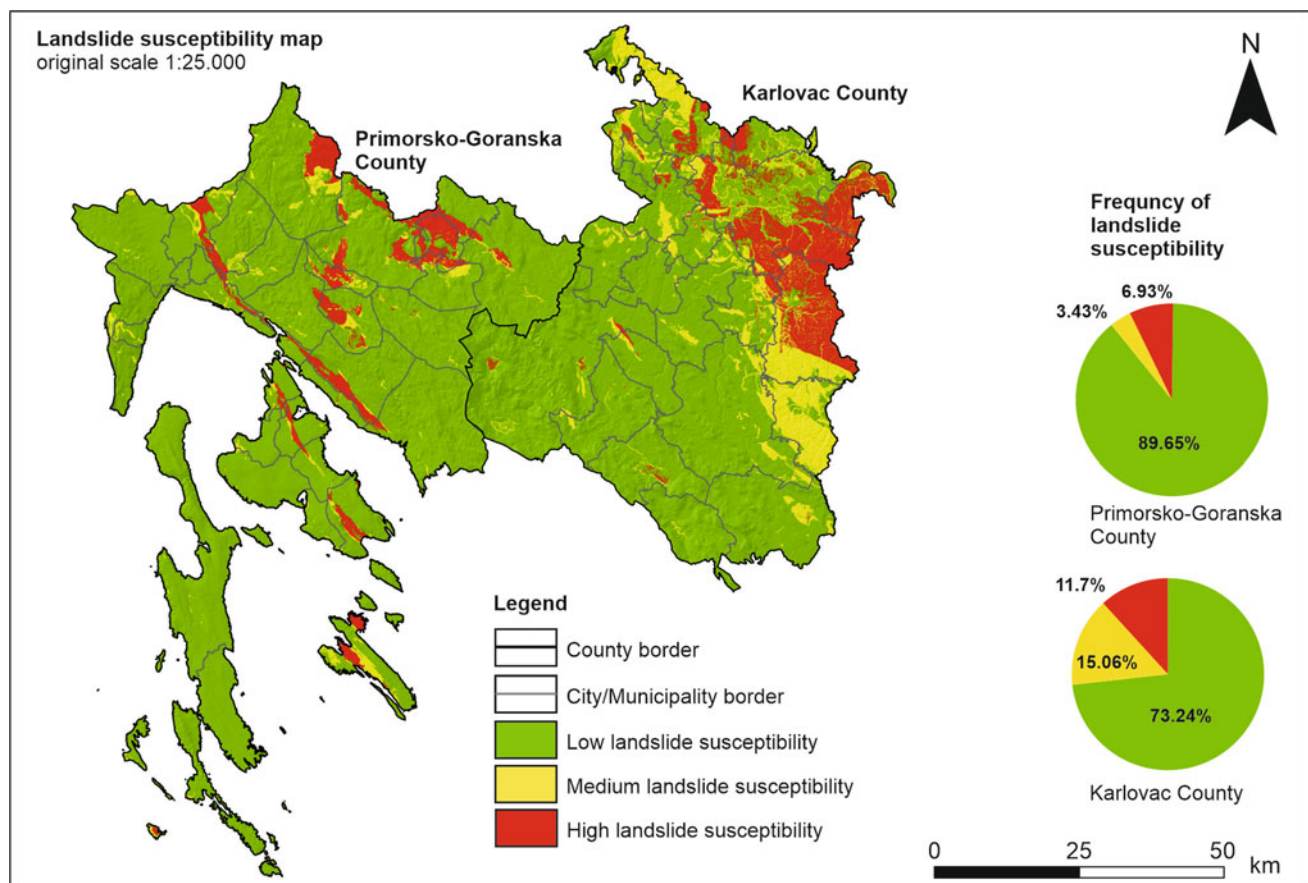 Landslide susceptibility map
original scale 1:25.000
Primorsko-Goranska
County
Karlovac County
N
Frequncy of
landslide
susceptibility
6.93%
3.43%
89.65%
Primorsko-Goranska
County
11.7%
15.06%
73.24%
Karlovac County
Legend
County border
City/Municipality border
Low landslide susceptibility
Medium landslide susceptibility
High landslide susceptibility
0 25 50 km